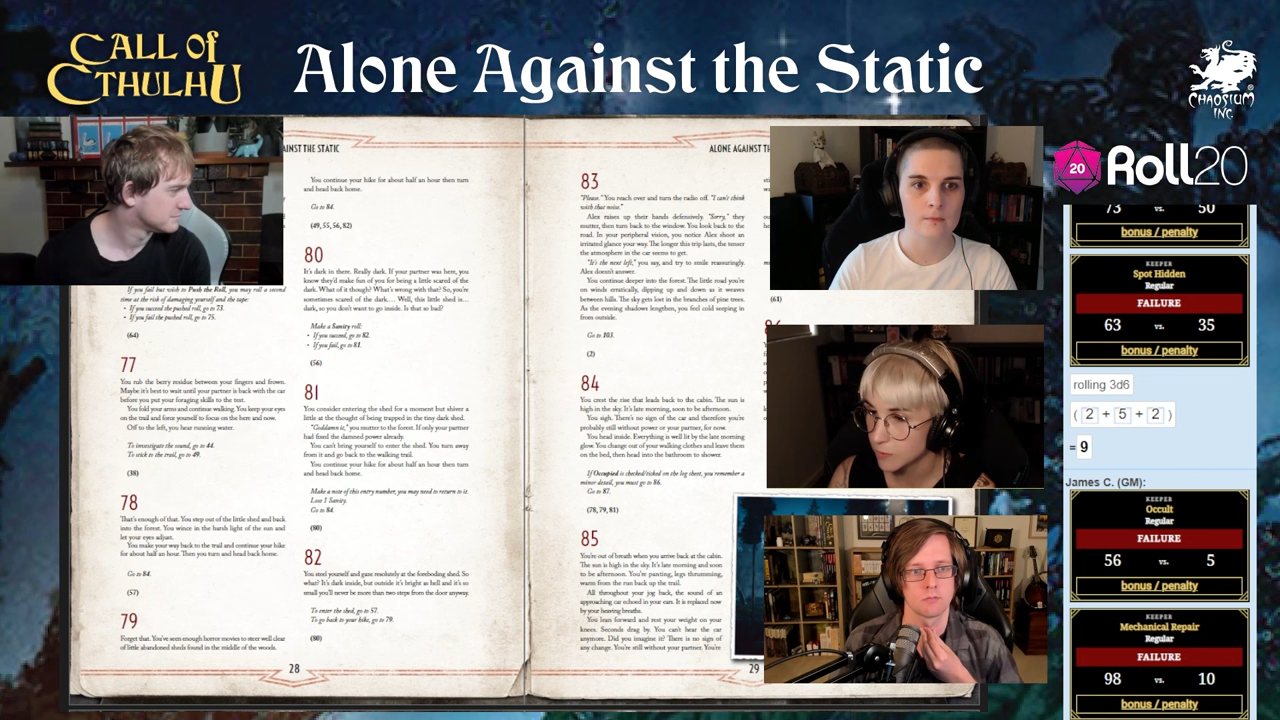 CALL of CTHULHU
Alone Against the Static
CHAOSIUM INC
AINST THE STATIC
If you fail but wish to Push the Roll, you may roll a second
time at the risk of damaging yourself and the tape:
• If you succeed the pushed roll, go to 73.
• If you fail the pushed roll, go to 75.
(64)
77
You rub the berry residue between your fingers and frown.
Maybe it's best to wait until your partner is back with the car
before you put your foraging skills to the test.
You fold your arms and continue walking. You keep your eyes
on the trail and force yourself to focus on the here and now.
Off to the left, you hear running water.
To investigate the sound, go to 44.
To stick to the trail, go to 49.
(38)
78
That's enough of that. You step out of the little shed and back
into the forest. You wince in the harsh light of the sun and
let your eyes adjust.
You make your way back to the trail and continue your hike
for about half an hour. Then you turn and head back home.
Go to 84.
(57)
79
Forget that. You've seen enough horror movies to steer well clear
of little abandoned sheds found in the middle of the woods.
You continue your hike for about half an hour then turn
and head back home.
Go to 84.
(49, 55, 56, 82)
80
It's dark in there. Really dark. If your partner was here, you
know they'd make fun of you for being a little scared of the
dark. What of it though? What's wrong with that? So, you're
sometimes scared of the dark.... Well, this little shed is...
dark, so you don't want to go inside. Is that so bad?
Make a Sanity roll:
• If you succeed, go to 82.
• If you fail, go to 81.
(56)
81
You consider entering the shed for a moment but shiver a
little at the thought of being trapped in the tiny dark shed.
"Goddamn it," you mutter to the forest. If only your partner
had fixed the damned power already.
You can't bring yourself to enter the shed. You turn away
from it and go back to the walking trail.
You continue your hike for about half an hour then turn
and head back home.
Make a note of this entry number, you may need to return to it.
Lose 1 Sanity.
Go to 84.
(80)
82
You steel yourself and gaze resolutely at the foreboding shed. So
what? It's dark inside, but outside it's bright as hell and it's so
small you'll never be more than two steps from the door anyway.
To enter the shed, go to 57.
To go back to your hike, go to 79.
(80)
28
ALONE AGAINST TH
83
"Please." You reach over and turn the radio off. "I can't think
with that noise."
Alex raises up their hands defensively. "Sorry," they
mutter, then turn back to the window. You look back to the
road. In your peripheral vision, you notice Alex shoot an
irritated glance your way. The longer this trip lasts, the tenser
the atmosphere in the car seems to get.
"It's the next left," you say, and try to smile reassuringly.
Alex doesn't answer.
You continue deeper into the forest. The little road you're
on winds erratically, dipping up and down as it weaves
between hills. The sky gets lost in the branches of pine trees.
As the evening shadows lengthen, you feel cold seeping in
from outside.
Go to 103.
(2)
84
You crest the rise that leads back to the cabin. The sun is
high in the sky. It's late morning, soon to be afternoon.
You sigh. There's no sign of the car and therefore you're
probably still without power or your partner, for now.
You head inside. Everything is well lit by the late morning
glow. You change out of your walking clothes and leave them
on the bed, then head into the bathroom to shower.
If Occupied is checked/ticked on the log sheet, you remember a
minor detail, you must go to 86.
Go to 87.
(78, 79, 81)
85
You're out of breath when you arrive back at the cabin.
The sun is high in the sky. It's late morning and soon
to be afternoon. You're panting, legs thrumming,
warm from the run back up the trail.
All throughout your jog back, the sound of an
approaching car echoed in your ears. It is replaced now
by your heaving breaths.
You lean forward and rest your weight on your
knees. Seconds drag by. You can't hear the car
anymore. Did you imagine it? There is no sign of
any change. You're still without your partner. You're
(61)
29
20
Roll20
73 vs. 50
bonus / penalty
KEEPER
Spot Hidden
Regular
FAILURE
63 vs. 35
bonus / penalty
rolling 3d6
( 2 + 5 + 2 )
= 9
James C. (GM):
KEEPER
Occult
Regular
FAILURE
56 vs. 5
bonus / penalty
KEEPER
Mechanical Repair
Regular
FAILURE
98 vs. 10
bonus / penalty